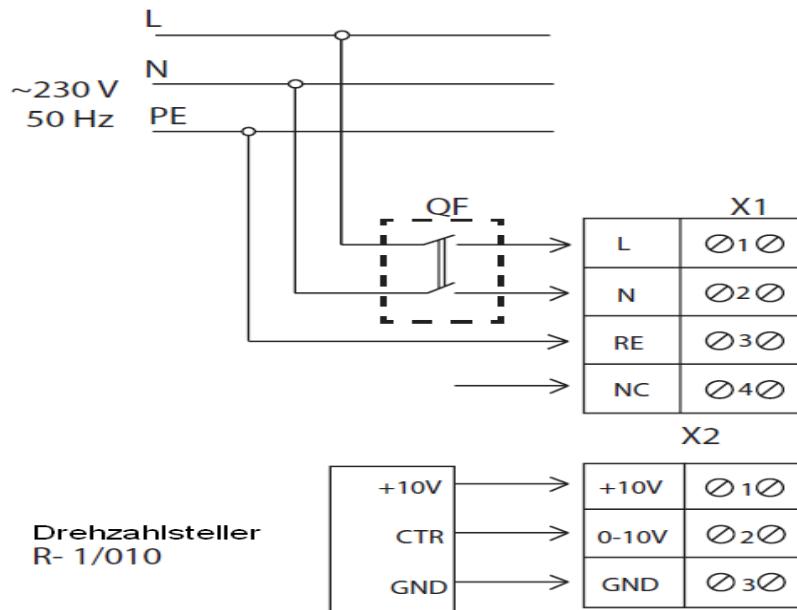 L
N
~230 V
50 Hz
PE
QF
X1
L 1
N 2
RE 3
NC 4
X2
+10V +10V 1
CTR 0-10V 2
GND GND 3
Drehzahlsteller
R- 1/010